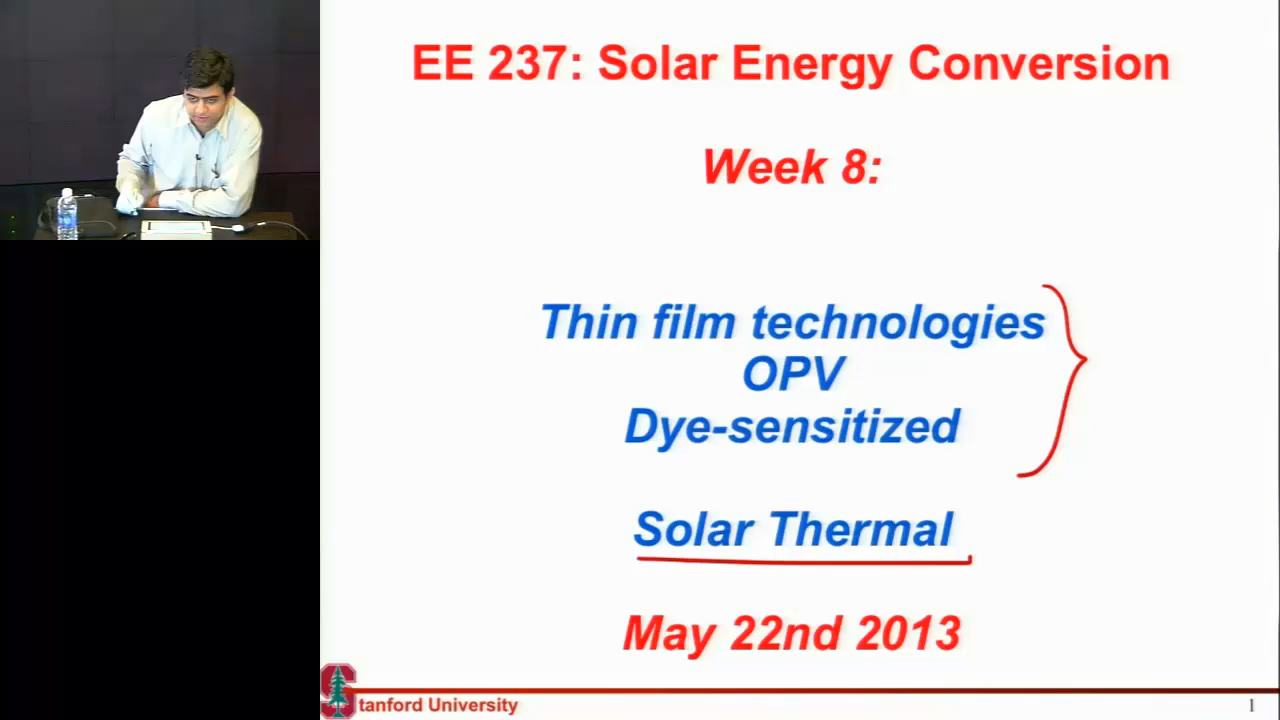 EE 237: Solar Energy Conversion
Week 8:
Thin film technologies
OPV
Dye-sensitized
Solar Thermal
May 22nd 2013
Stanford University
1